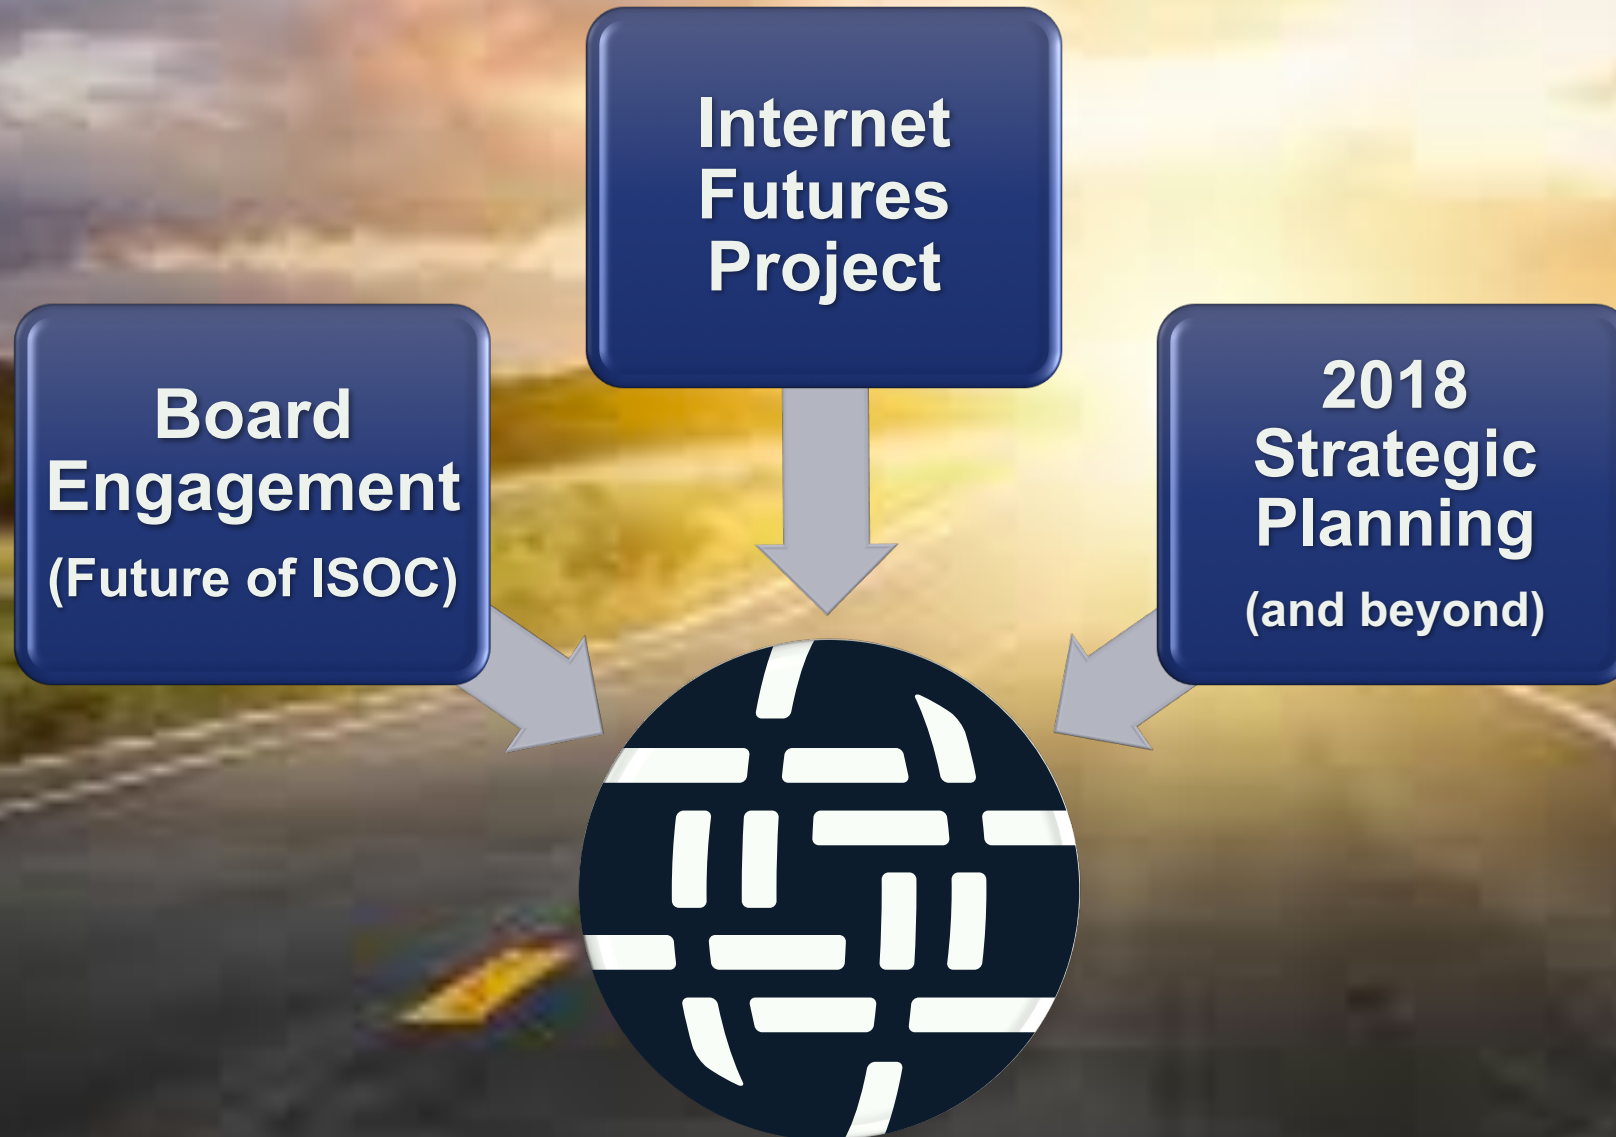 Internet
Futures
Project
Board
Engagement
(Future of ISOC)
2018
Strategic
Planning
(and beyond)